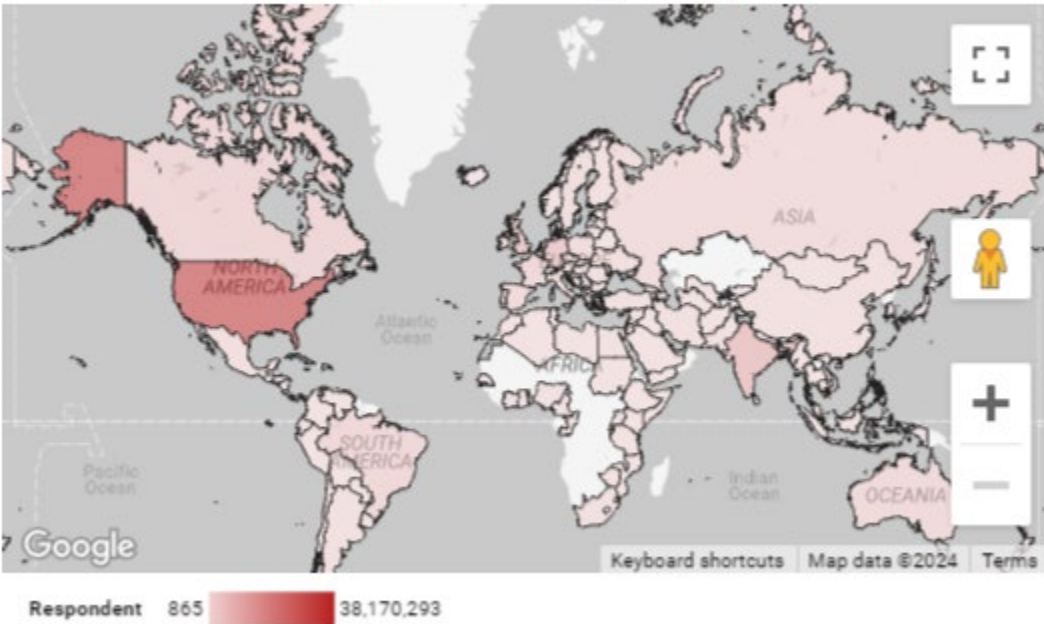 ASIA
NORTH
AMERICA
Atlantic
Ocean
AFRICA
SOUTH
AMERICA
Pacific
Ocean
Indian
Ocean
OCEANIA
Google
Keyboard shortcuts
Map data ©2024
Terms
Respondent 865 38,170,293